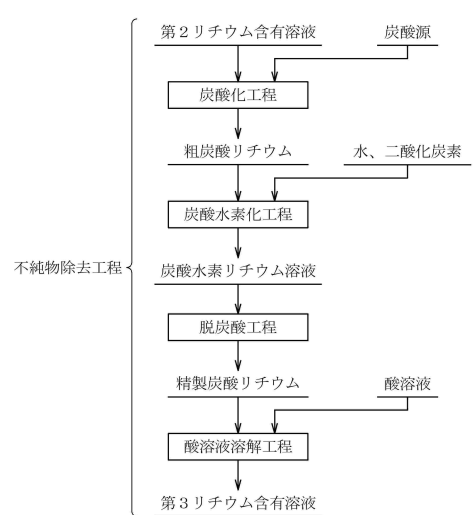 第２リチウム含有溶液
炭酸源
炭酸化工程
粗炭酸リチウム
水、二酸化炭素
炭酸水素化工程
不純物除去工程
炭酸水素リチウム溶液
脱炭酸工程
精製炭酸リチウム
酸溶液
酸溶液溶解工程
第３リチウム含有溶液